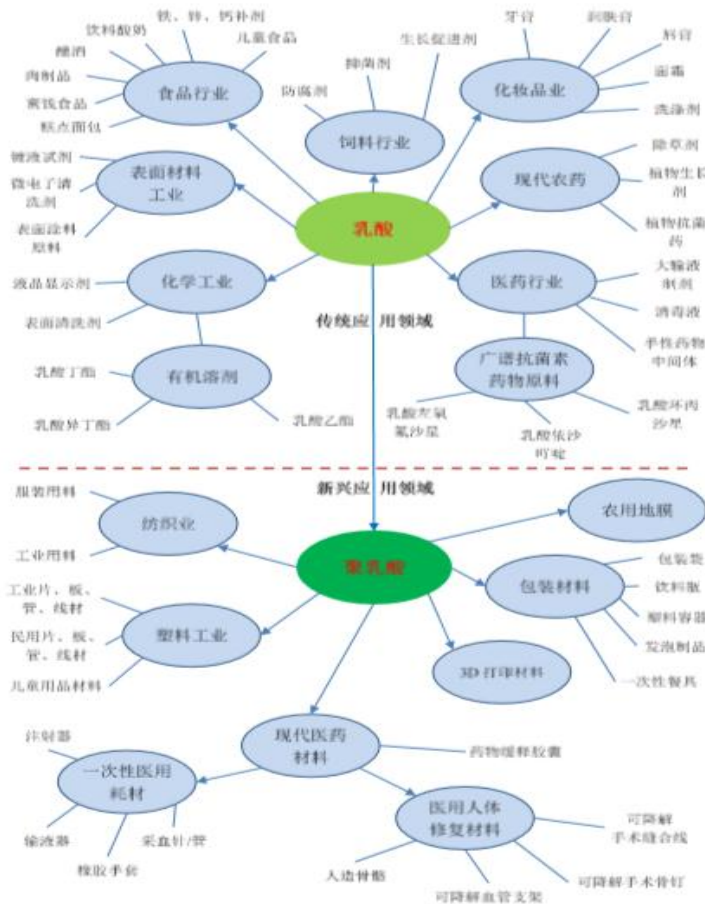 铁、锌、钙补剂
饮料酸奶
儿童食品
酿酒
肉制品
蜜饯食品
糕点面包
食品行业
生长促进剂
抑菌剂
防腐剂
饲料行业
牙膏
润肤膏
唇膏
面霜
洗涤剂
化妆品业
镀液试剂
微电子清
洗剂
表面涂料
原料
表面材料
工业
乳酸
除草剂
植物生长
剂
植物抗菌
药
现代农药
液晶显示剂
表面清洗剂
化学工业
传统应 用领域
医药行业
大输液
制剂
消毒液
手性药物
中间体
乳酸丁酯
乳酸异丁酯
乳酸乙酯
有机溶剂
广谱抗菌素
药物原料
乳酸左氧
氟沙星
乳酸依沙
吖啶
乳酸环丙
沙星
新兴应 用领域
服装用料
工业用料
纺织业
聚乳酸
农用地膜
工业片、板、
管、线材
民用片、板、
管、线材
儿童用品材料
塑料工业
包装材料
包装袋
饮料瓶
塑料容器
发泡制品
一次性餐具
3D 打印材料
现代医药
材料
药物缓释胶囊
注射器
一次性医用
耗材
输液器
橡胶手套
采血针/管
医用人体
修复材料
可降解
手术缝合线
人造骨骼
可降解血管支架
可降解手术骨钉